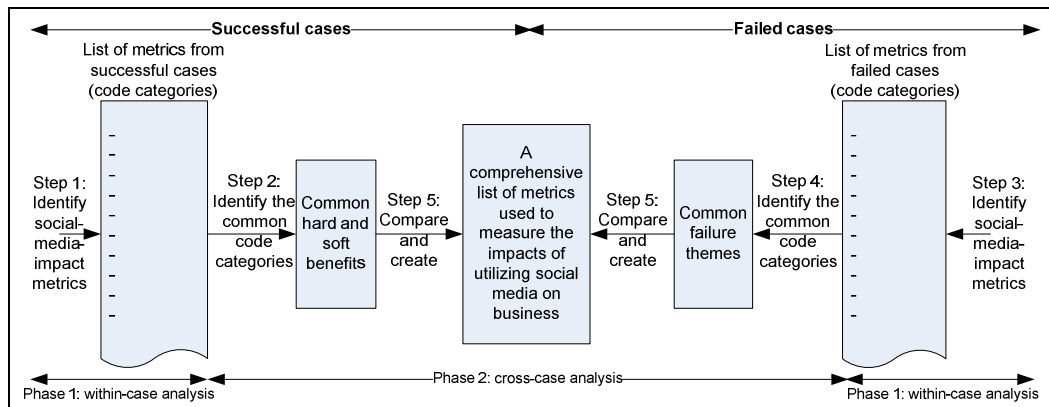 Successful cases
Failed cases
List of metrics from
successful cases
(code categories)
List of metrics from
failed cases
(code categories)
Step 1:
Identify
social-
media-
impact
metrics
Step 2:
Identify the
common
code
categories
Common
hard and
soft
benefits
Step 5:
Compare
and
create
A
comprehensive
list of metrics
used to
measure the
impacts of
utilizing social
media on
business
Step 5:
Compare
and
create
Common
failure
themes
Step 4:
Identify the
common
code
categories
Step 3:
Identify
social-
media-
impact
metrics
Phase 1: within-case analysis
Phase 2: cross-case analysis
Phase 1: within-case analysis